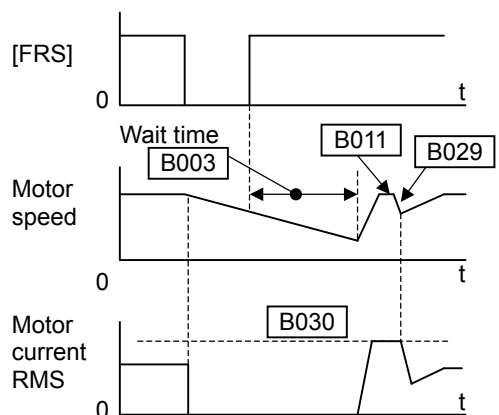 [FRS]
0
t
Wait time
B003
B011
B029
Motor
speed
0
t
B030
Motor
current
RMS
0
t